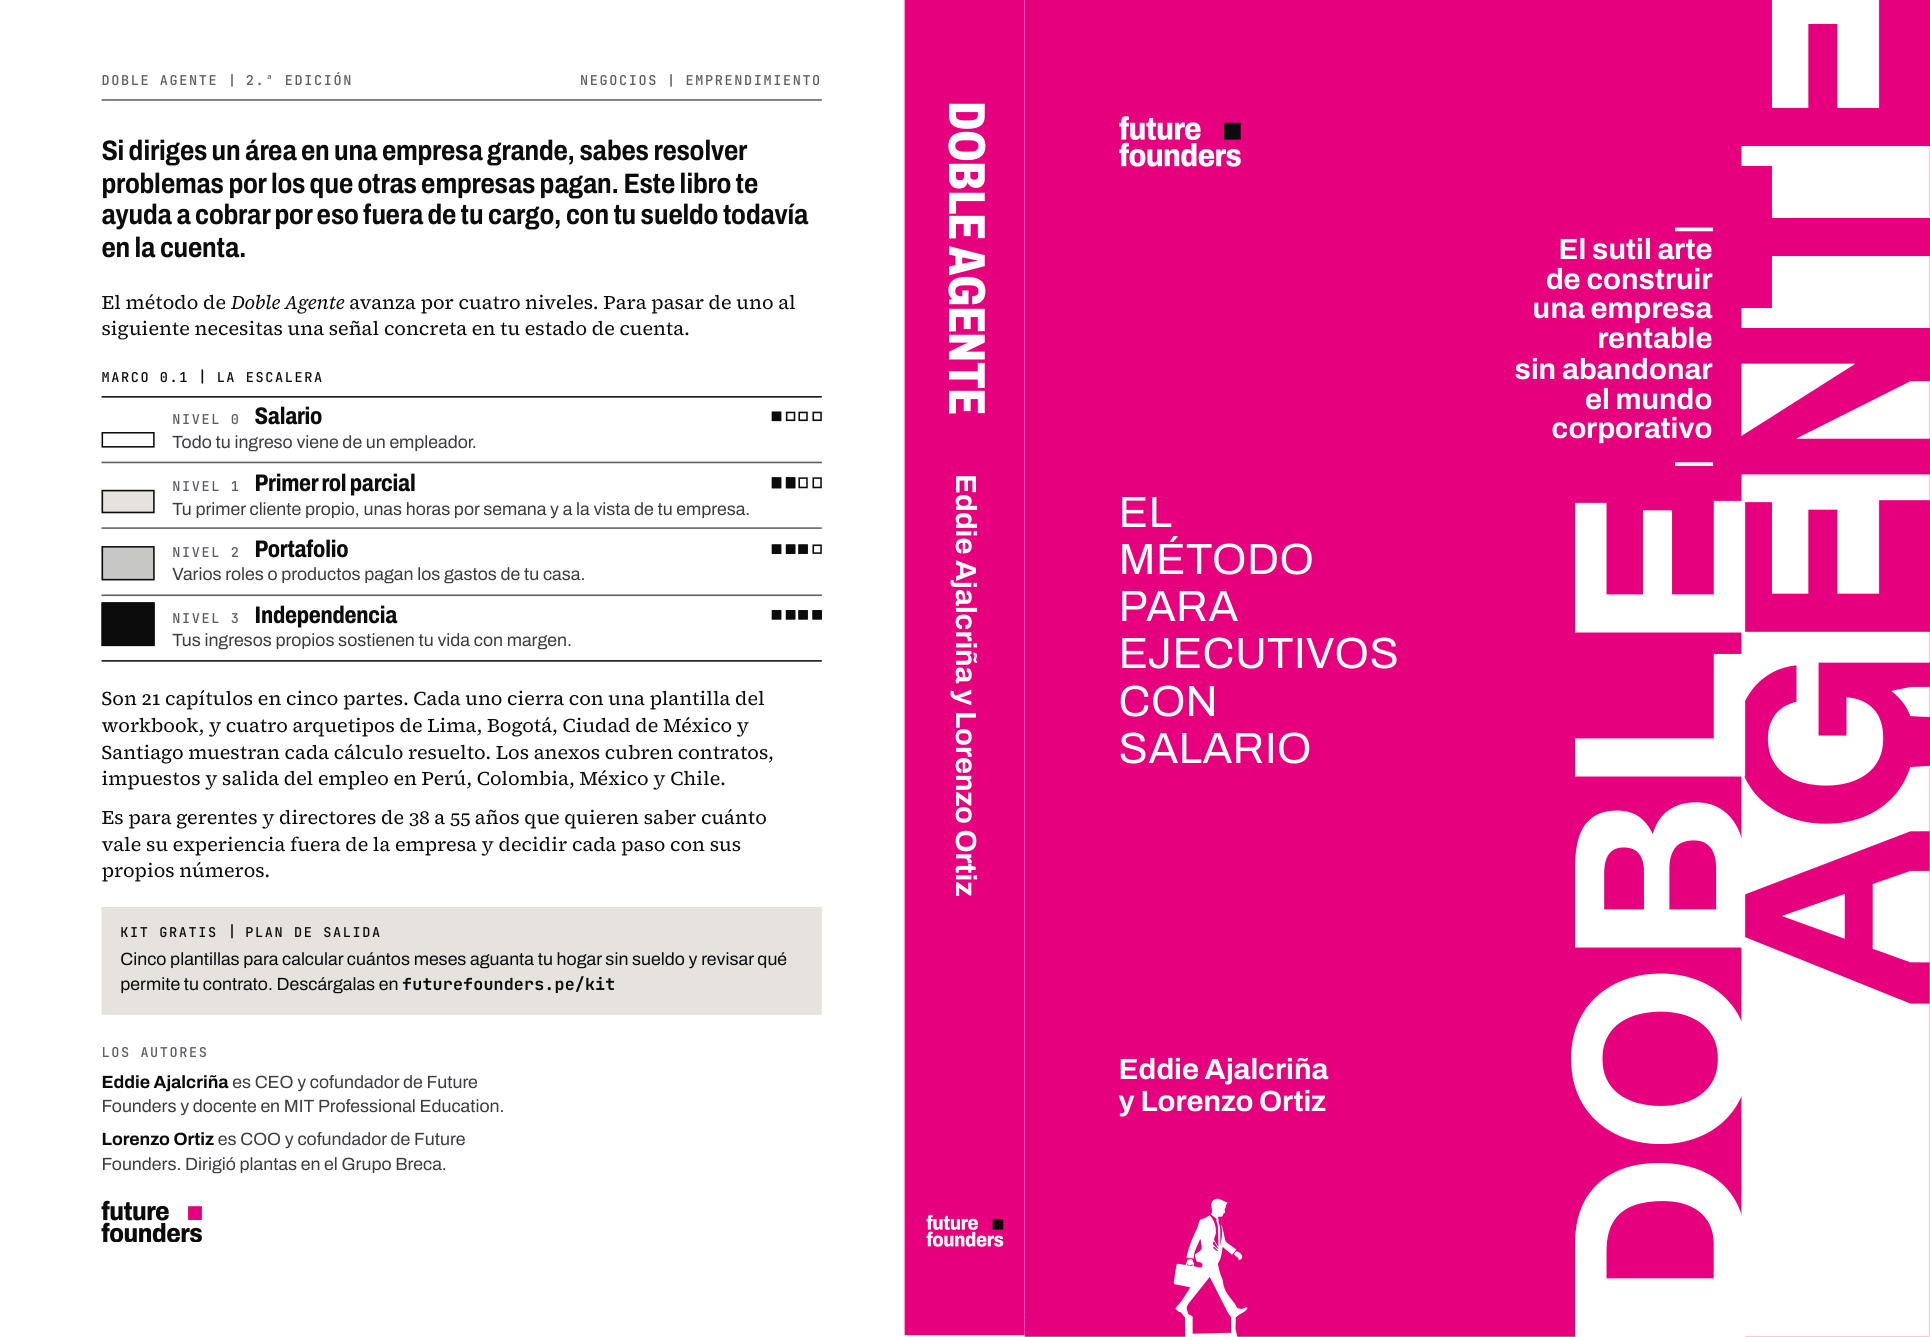 DOBLE AGENTE | 2.ª EDICIÓN
NEGOCIOS | EMPRENDIMIENTO
Si diriges un área en una empresa grande, sabes resolver
problemas por los que otras empresas pagan. Este libro te
ayuda a cobrar por eso fuera de tu cargo, con tu sueldo todavía
en la cuenta.
El método de Doble Agente avanza por cuatro niveles. Para pasar de uno al
siguiente necesitas una señal concreta en tu estado de cuenta.
MARCO 0.1 | LA ESCALERA
NIVEL 0 Salario
Todo tu ingreso viene de un empleador.
NIVEL 1 Primer rol parcial
Tu primer cliente propio, unas horas por semana y a la vista de tu empresa.
NIVEL 2 Portafolio
Varios roles o productos pagan los gastos de tu casa.
NIVEL 3 Independencia
Tus ingresos propios sostienen tu vida con margen.
Son 21 capítulos en cinco partes. Cada uno cierra con una plantilla del
workbook, y cuatro arquetipos de Lima, Bogotá, Ciudad de México y
Santiago muestran cada cálculo resuelto. Los anexos cubren contratos,
impuestos y salida del empleo en Perú, Colombia, México y Chile.
Es para gerentes y directores de 38 a 55 años que quieren saber cuánto
vale su experiencia fuera de la empresa y decidir cada paso con sus
propios números.
KIT GRATIS | PLAN DE SALIDA
Cinco plantillas para calcular cuántos meses aguanta tu hogar sin sueldo y revisar qué
permite tu contrato. Descárgalas en futurefounders.pe/kit
LOS AUTORES
Eddie Ajalcriña es CEO y cofundador de Future
Founders y docente en MIT Professional Education.
Lorenzo Ortiz es COO y cofundador de Future
Founders. Dirigió plantas en el Grupo Breca.
future
founders
DOBLE AGENTE
Eddie Ajalcriña y Lorenzo Ortiz
future
founders
future
founders
El sutil arte
de construir
una empresa
rentable
sin abandonar
el mundo
corporativo
EL
MÉTODO
PARA
EJECUTIVOS
CON
SALARIO
Eddie Ajalcriña
y Lorenzo Ortiz
DOBLE
AGENTE